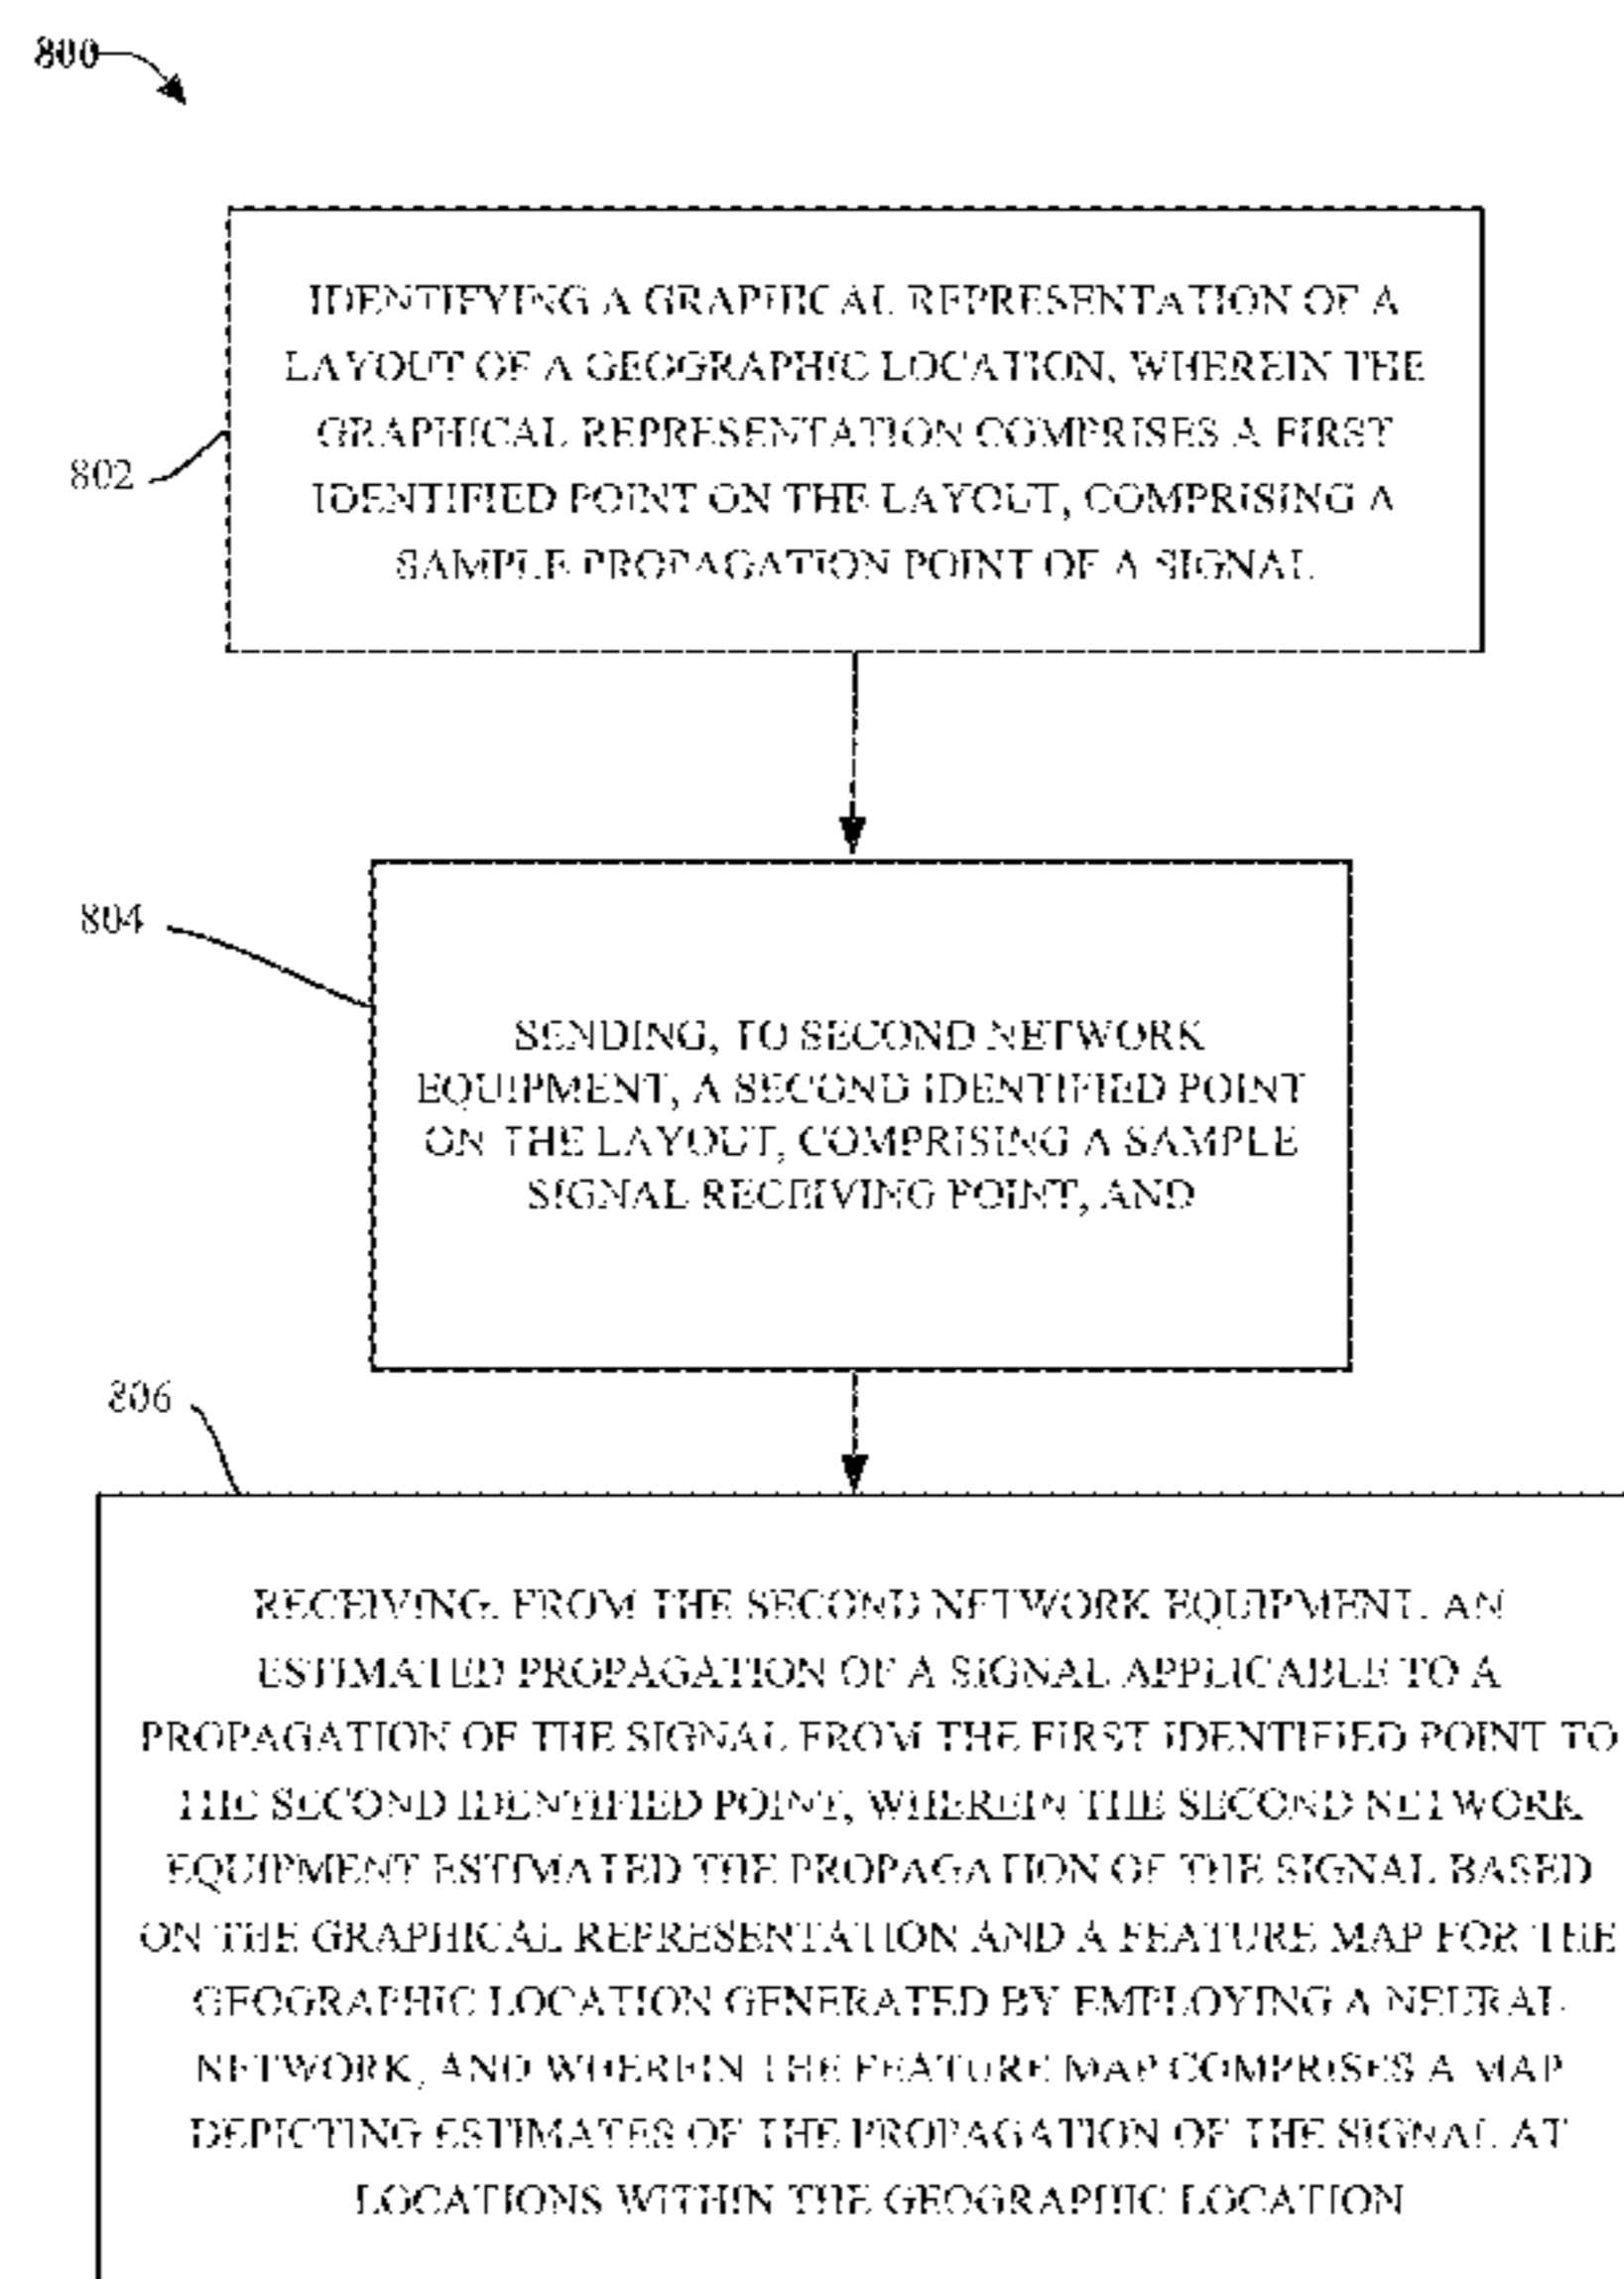 800
IDENTIFYING A GRAPHICAL REPRESENTATION OF A
LAYOUT OF A GEOGRAPHIC LOCATION, WHEREIN THE
GRAPHICAL REPRESENTATION COMPRISES A FIRST
IDENTIFIED POINT ON THE LAYOUT, COMPRISING A
SAMPLE PROPAGATION POINT OF A SIGNAL
802
804
SENDING, TO SECOND NETWORK
EQUIPMENT, A SECOND IDENTIFIED POINT
ON THE LAYOUT, COMPRISING A SAMPLE
SIGNAL RECEIVING POINT, AND
806
RECEIVING, FROM THE SECOND NETWORK EQUIPMENT, AN
ESTIMATED PROPAGATION OF A SIGNAL APPLICABLE TO A
PROPAGATION OF THE SIGNAL FROM THE FIRST IDENTIFIED POINT TO
THE SECOND IDENTIFIED POINT, WHEREIN THE SECOND NETWORK
EQUIPMENT ESTIMATED THE PROPAGATION OF THE SIGNAL BASED
ON THE GRAPHICAL REPRESENTATION AND A FEATURE MAP FOR THE
GEOGRAPHIC LOCATION GENERATED BY EMPLOYING A NEURAL
NETWORK, AND WHEREIN THE FEATURE MAP COMPRISES A MAP
DEPICTING ESTIMATES OF THE PROPAGATION OF THE SIGNAL AT
LOCATIONS WITHIN THE GEOGRAPHIC LOCATION